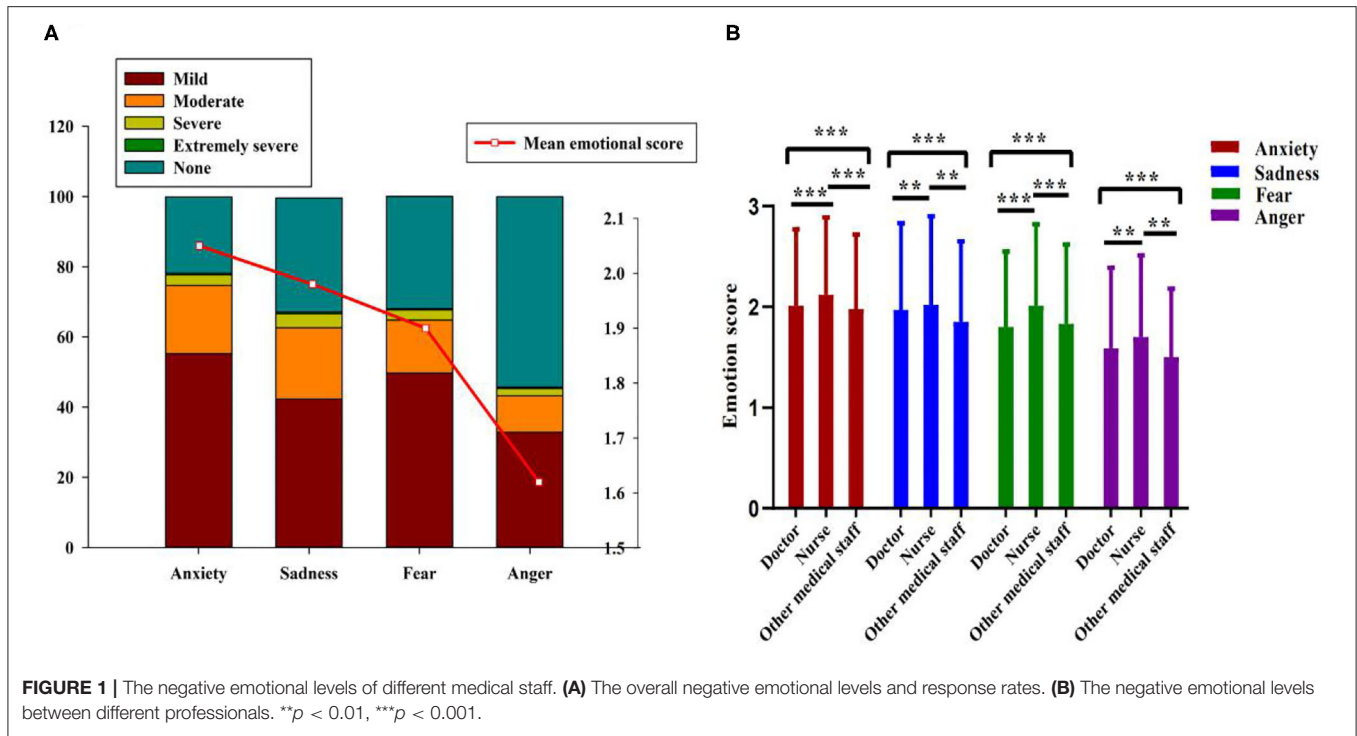 A
Mild
Moderate
Severe
Extremely severe
None
Mean emotional score
120
100
80
60
40
20
0
2.1
2.0
1.9
1.8
1.7
1.6
1.5
Anxiety Sadness Fear Anger
B
Anxiety
Sadness
Fear
Anger
*** *** *** ***
*** *** ** ** *** *** ** **
Emotion score
3
2
1
0
Doctor
Nurse
Other medical staff
Doctor
Nurse
Other medical staff
Doctor
Nurse
Other medical staff
Doctor
Nurse
Other medical staff
FIGURE 1 | The negative emotional levels of different medical staff. (A) The overall negative emotional levels and response rates. (B) The negative emotional levels
between different professionals. **p < 0.01, ***p < 0.001.